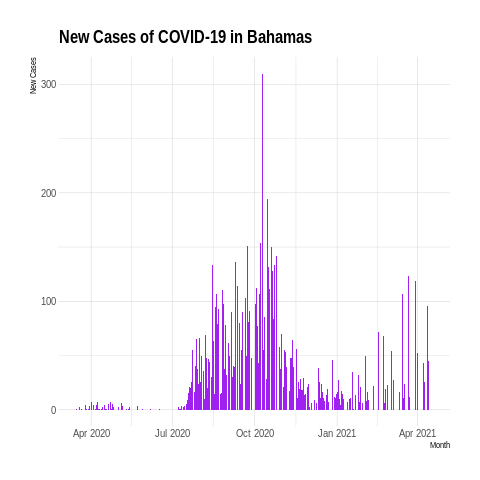 New Cases of COVID-19 in Bahamas
New Cases
300
200
100
0
Apr 2020 Jul 2020 Oct 2020 Jan 2021 Apr 2021
Month